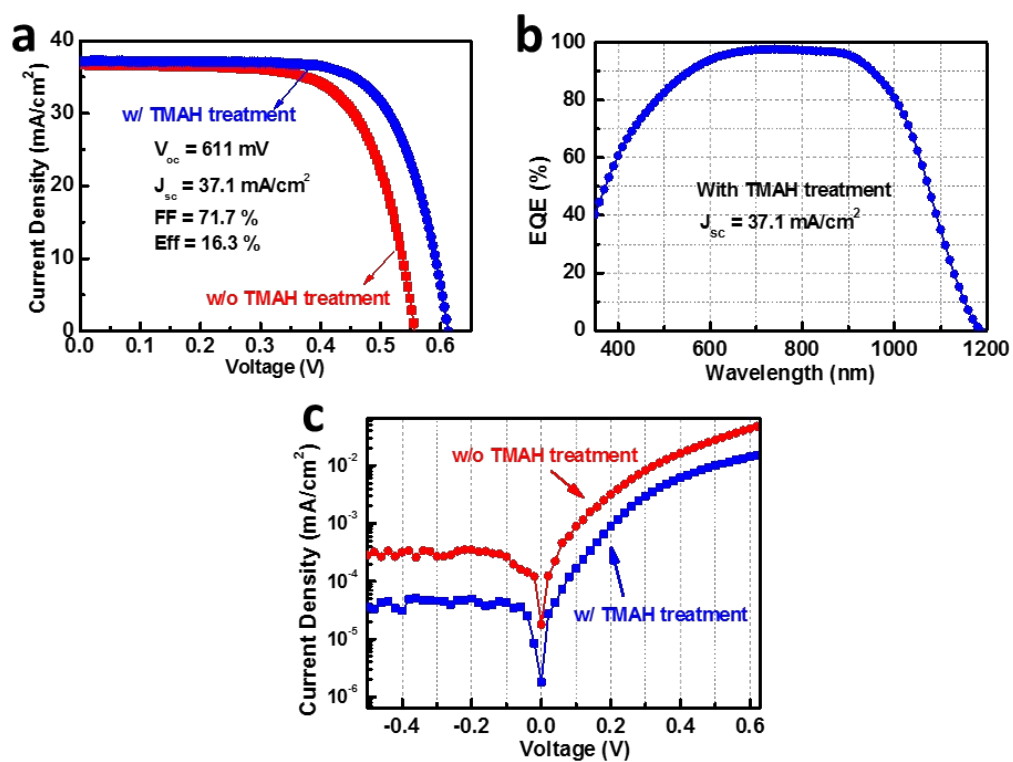 a
40
30
20
10
0
Current Density (mA/cm²)
w/ TMAH treatment
V_oc = 611 mV
J_sc = 37.1 mA/cm²
FF = 71.7 %
Eff = 16.3 %
w/o TMAH treatment
0.0 0.1 0.2 0.3 0.4 0.5 0.6
Voltage (V)
b
100
80
60
40
20
0
EQE (%)
With TMAH treatment
J_sc = 37.1 mA/cm²
400 600 800 1000 1200
Wavelength (nm)
c
10⁻²
10⁻³
10⁻⁴
10⁻⁵
10⁻⁶
Current Density (mA/cm²)
w/o TMAH treatment
w/ TMAH treatment
-0.4 -0.2 0.0 0.2 0.4 0.6
Voltage (V)